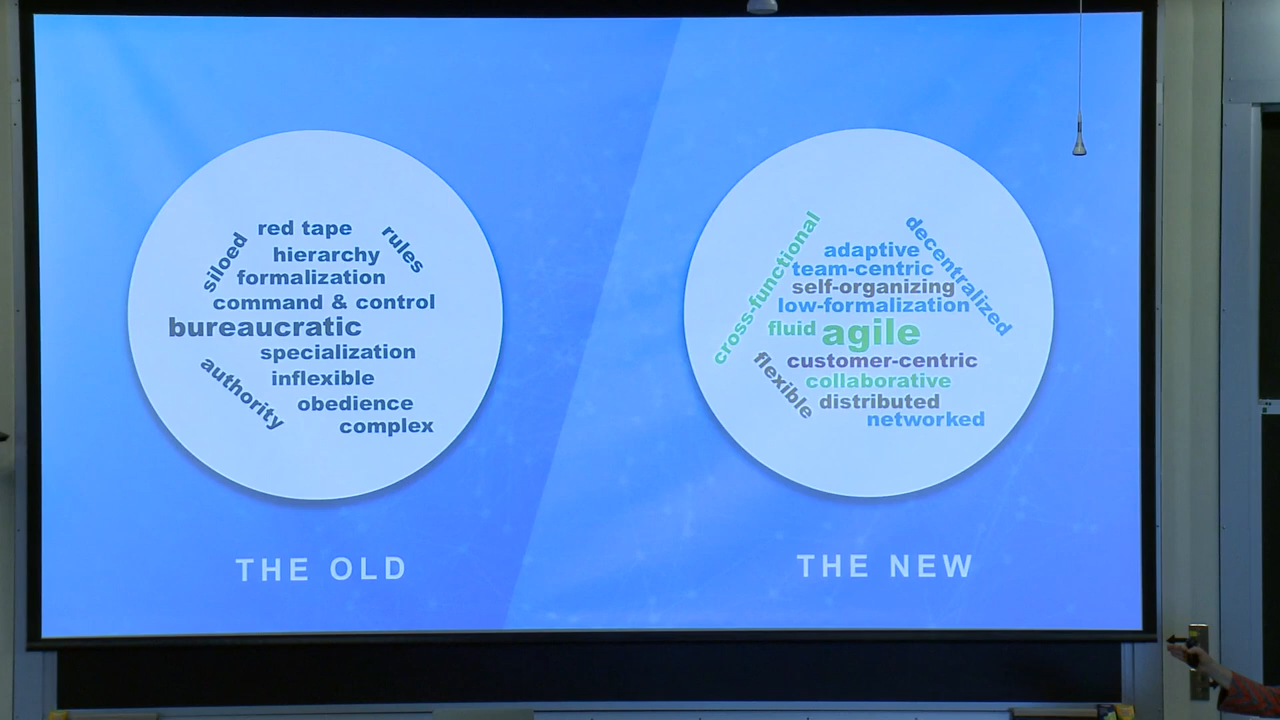 red tape
rules
siloed
hierarchy
formalization
command & control
bureaucratic
specialization
authority
inflexible
obedience
complex
THE OLD
cross-functional
decentralized
adaptive
team-centric
self-organizing
low-formalization
fluid agile
customer-centric
flexible
collaborative
distributed
networked
THE NEW